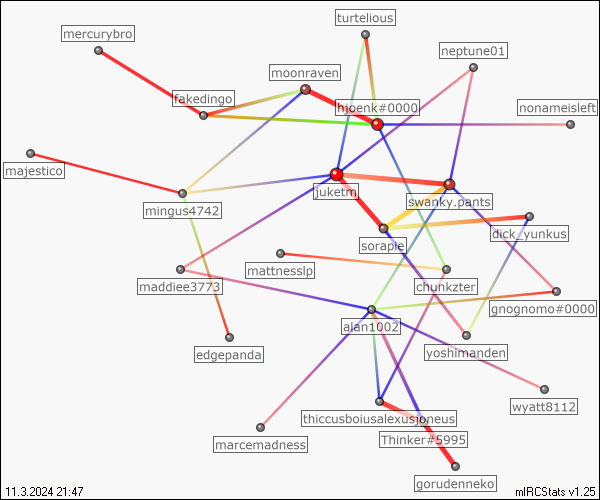 turtelious
mercurybro
neptune01
moonraven
fakedingo
hjoenk#0000
nonameisleft
majestico
juketm
swanky.pants
mingus4742
sorapie
dick_yunkus
mattnesslp
chunkzter
maddiee3773
gnognomo#0000
alan1002
edgepanda
yoshimanden
wyatt8112
thiccusboiusalexusjoneus
Thinker#5995
marcemadness
gorudenneko
11.3.2024 21:47
mIRCStats v1.25